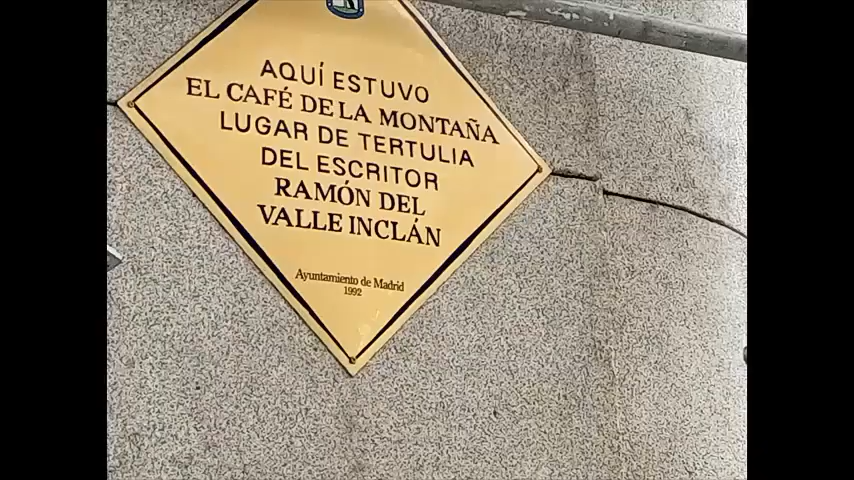 AQUÍ ESTUVO
EL CAFÉ DE LA MONTAÑA
LUGAR DE TERTULIA
DEL ESCRITOR
RAMÓN DEL
VALLE INCLÁN
Ayuntamiento de Madrid
1992